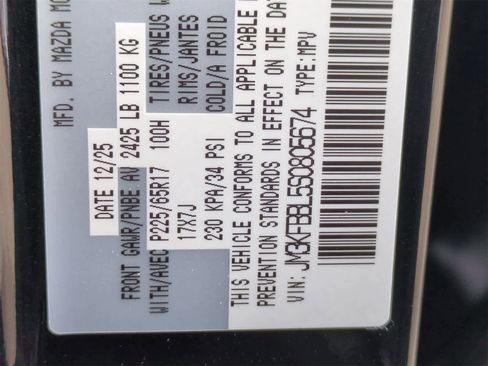 MFD. BY MAZDA MO
DATE 12/25
FRONT GAWR/PNBE AV 2425 LB 1100 KG
WITH/AVEC TIRES/PNEUS W
P225/65R17 100H
RIMS/JANTES
17X7J
COLD/A FROID
230 KPA/34 PSI
THIS VEHICLE CONFORMS TO ALL APPLICABLE
PREVENTION STANDARDS IN EFFECT ON THE DA
VIN: JM3KFBBL5S0805674 TYPE: MPV